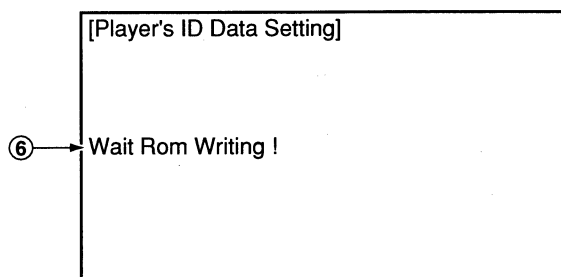 [Player's ID Data Setting]
⑥ Wait Rom Writing !